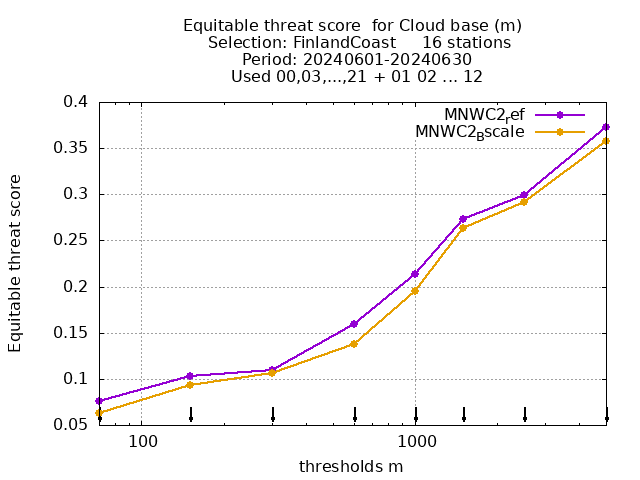 Equitable threat score  for Cloud base (m)
Selection: FinlandCoast     16 stations
Period: 20240601-20240630
Used 00,03,...,21 + 01 02 ... 12
MNWC2_ref
MNWC2_Bscale
0.4
0.35
0.3
0.25
0.2
0.15
0.1
0.05
Equitable threat score
100
1000
thresholds m